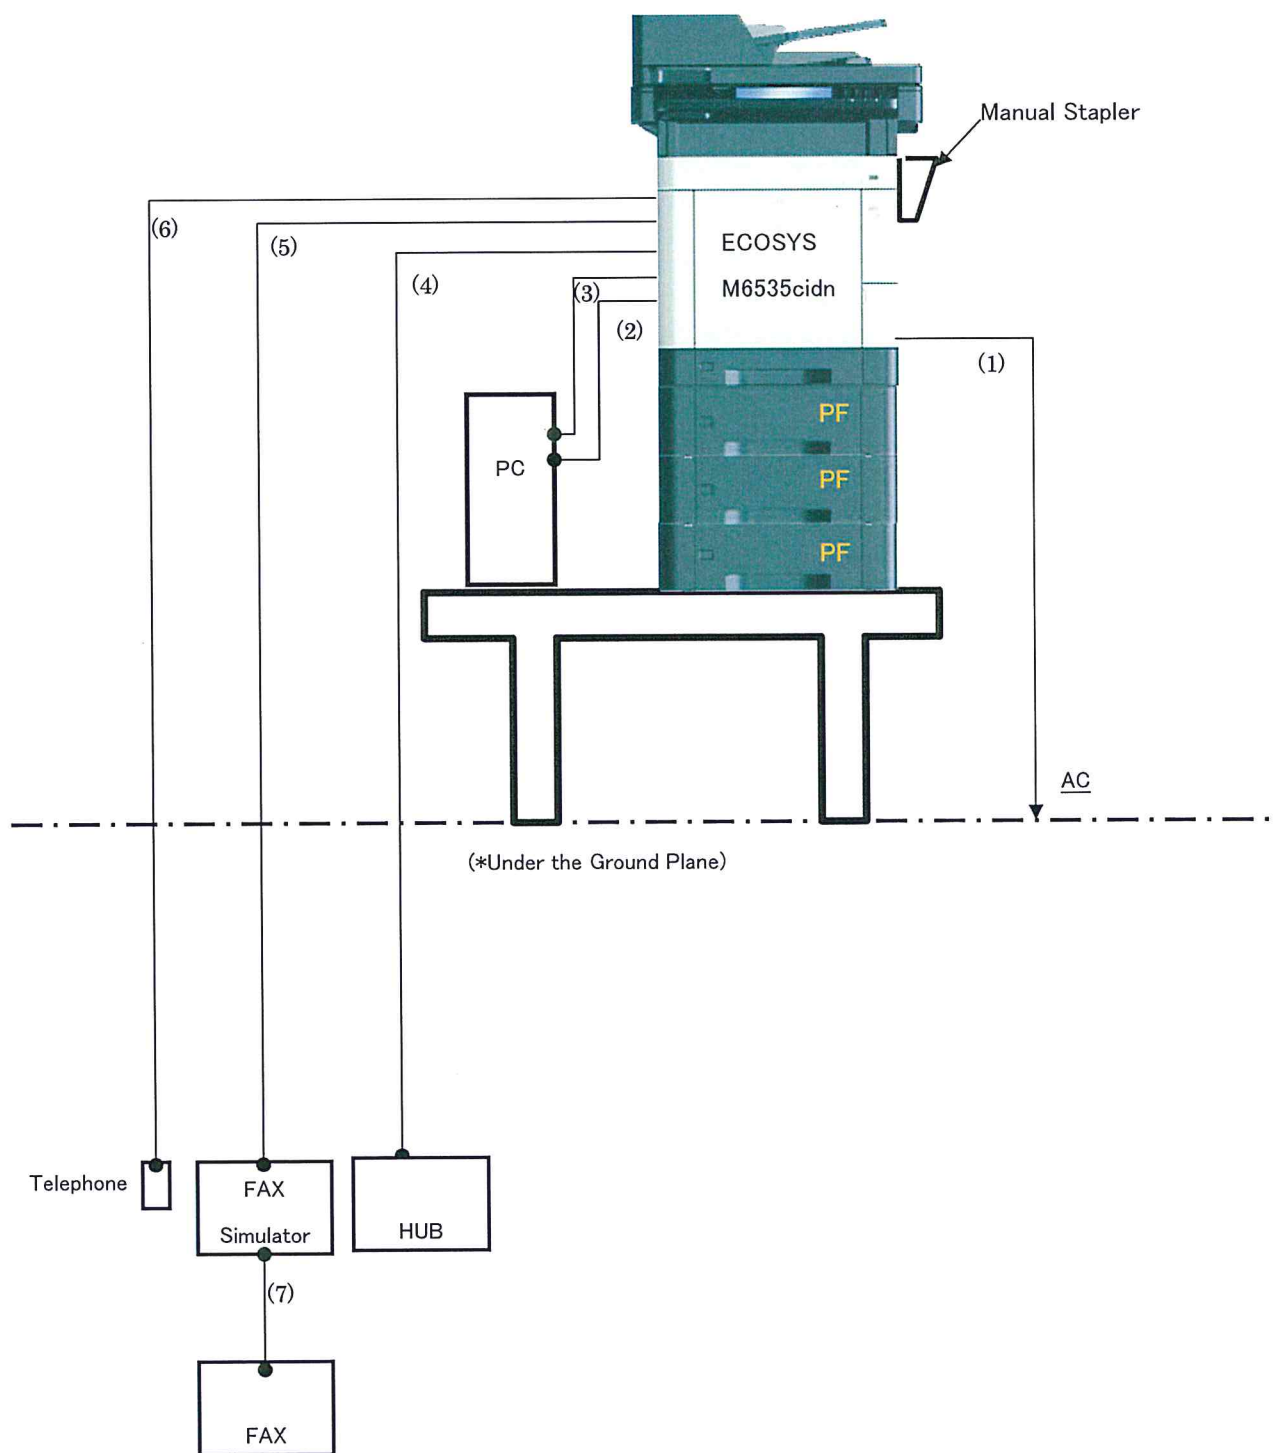 Manual Stapler
(6)
(5)
(4)
(3)
(2)
ECOSYS
M6535cidn
(1)
PF
PC
PF
PF
AC
(*Under the Ground Plane)
Telephone
FAX
Simulator
HUB
(7)
FAX